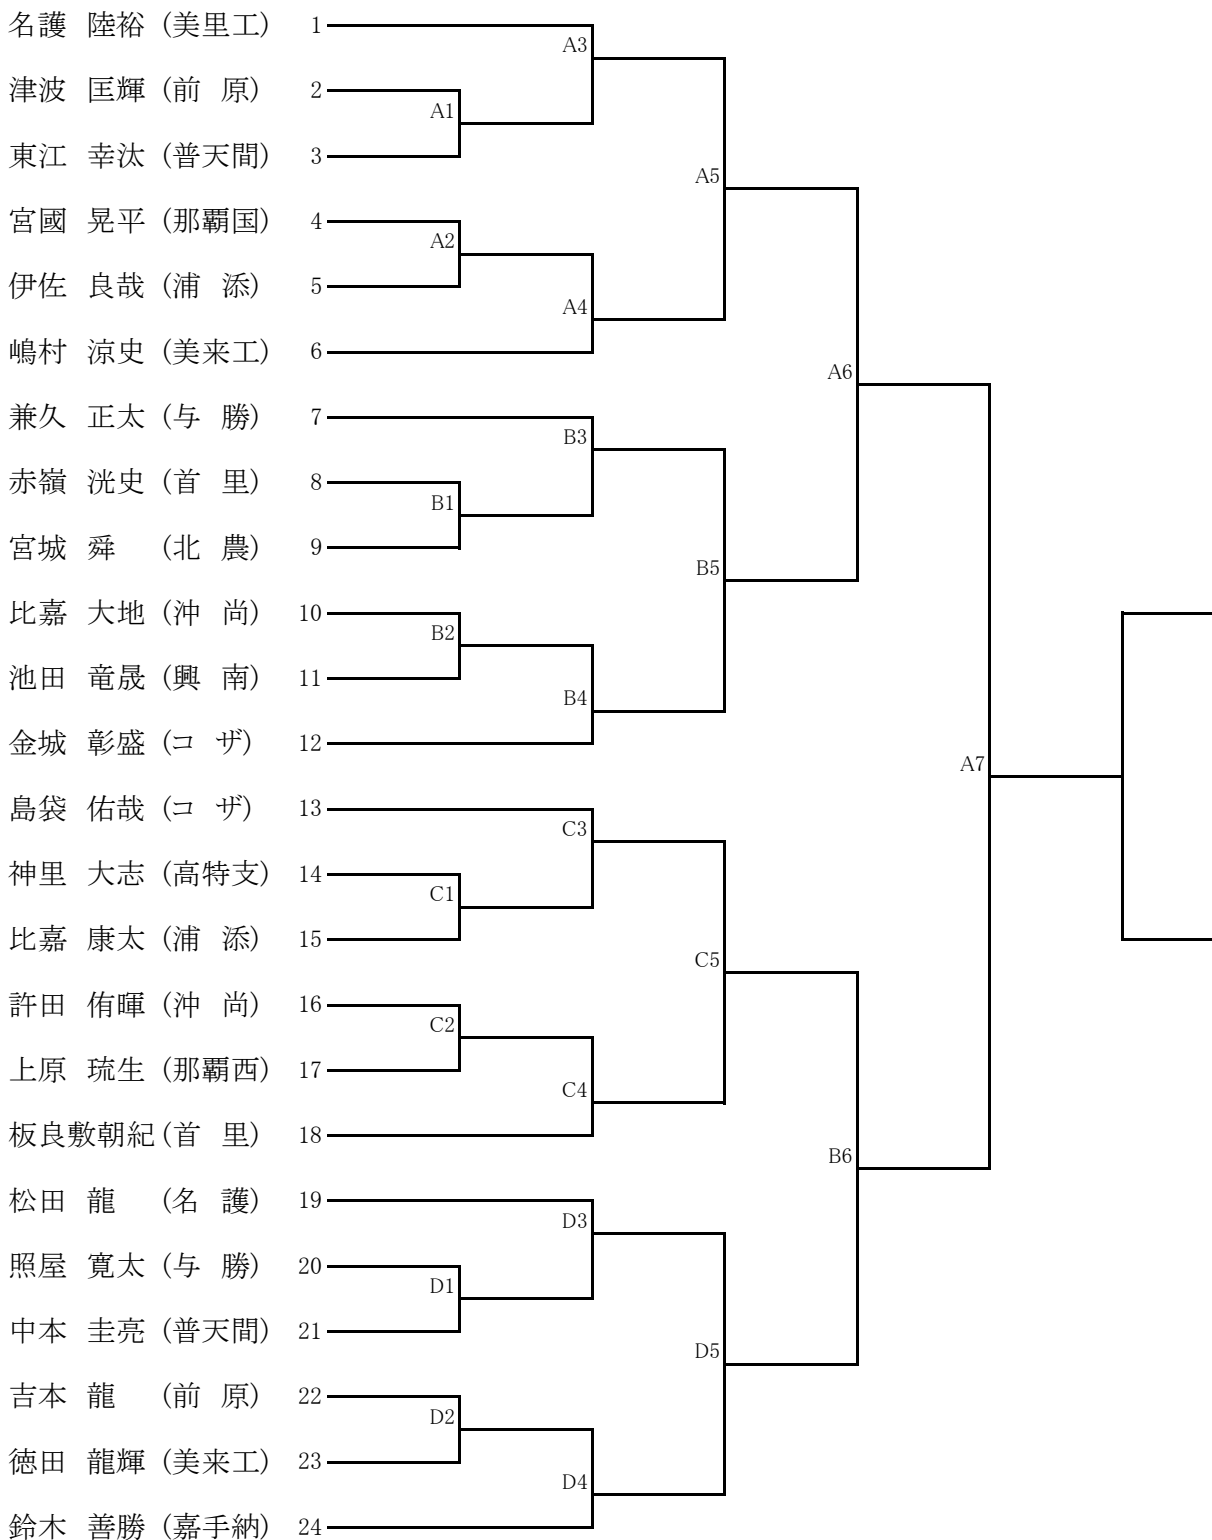 名護 陸裕 (美里工) 1
A3
津波 匡輝 (前 原) 2
A1
東江 幸汰 (普天間) 3
A5
宮國 晃平 (那覇国) 4
A2
伊佐 良哉 (浦 添) 5
A4
嶋村 涼史 (美来工) 6
A6
兼久 正太 (与 勝) 7
B3
赤嶺 洸史 (首 里) 8
B1
宮城 舜 (北 農) 9
B5
比嘉 大地 (沖 尚) 10
B2
池田 竜晟 (興 南) 11
B4
金城 彰盛 (コ ザ) 12
A7
島袋 佑哉 (コ ザ) 13
C3
神里 大志 (高特支) 14
C1
比嘉 康太 (浦 添) 15
C5
許田 侑暉 (沖 尚) 16
C2
上原 琉生 (那覇西) 17
C4
板良敷朝紀 (首 里) 18
B6
松田 龍 (名 護) 19
D3
照屋 寛太 (与 勝) 20
D1
中本 圭亮 (普天間) 21
D5
吉本 龍 (前 原) 22
D2
徳田 龍輝 (美来工) 23
D4
鈴木 善勝 (嘉手納) 24